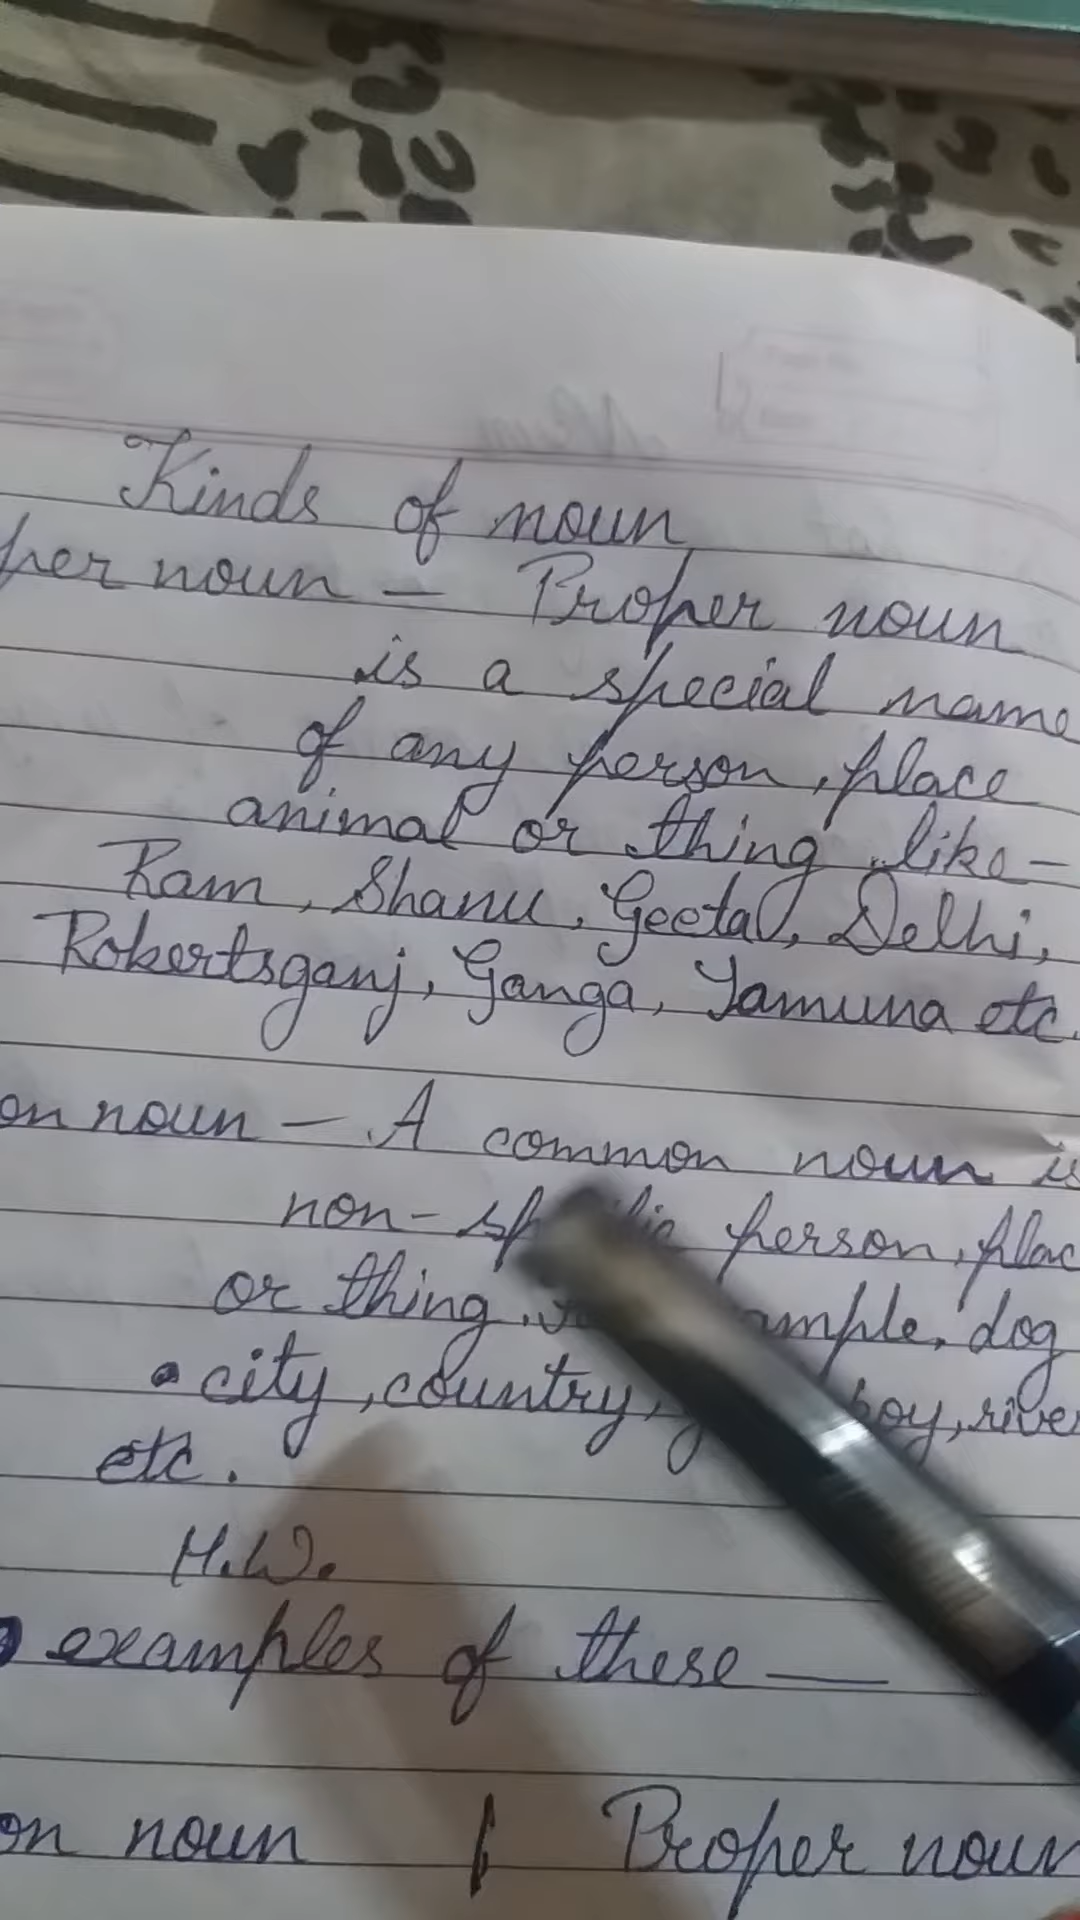 Kinds of noun
per noun - Proper noun
is a special name
of any person, place
animal or thing like -
Ram, Shanu, Geeta, Delhi,
Robertsganj, Ganga, Yamuna etc.
on noun - A common noun is
non- person, plac
or thing. ample, dog
city, country, boy, rive
etc.
H.W.
examples of these —
on noun | Proper noun